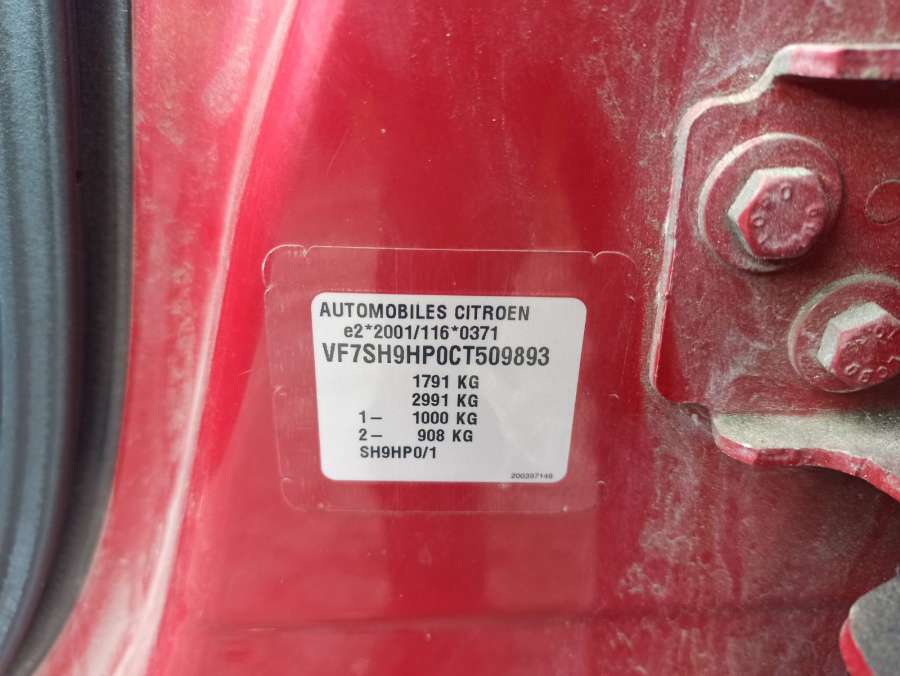 AUTOMOBILES CITROEN
e2*2001/116*0371
VF7SH9HP0CT509893
1791 KG
2991 KG
1– 1000 KG
2– 908 KG
SH9HP0/1
200397149